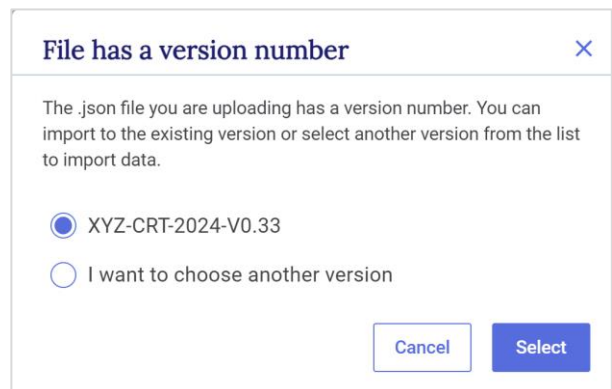 File has a version number
The .json file you are uploading has a version number. You can
import to the existing version or select another version from the list
to import data.
XYZ-CRT-2024-V0.33
I want to choose another version
Cancel Select